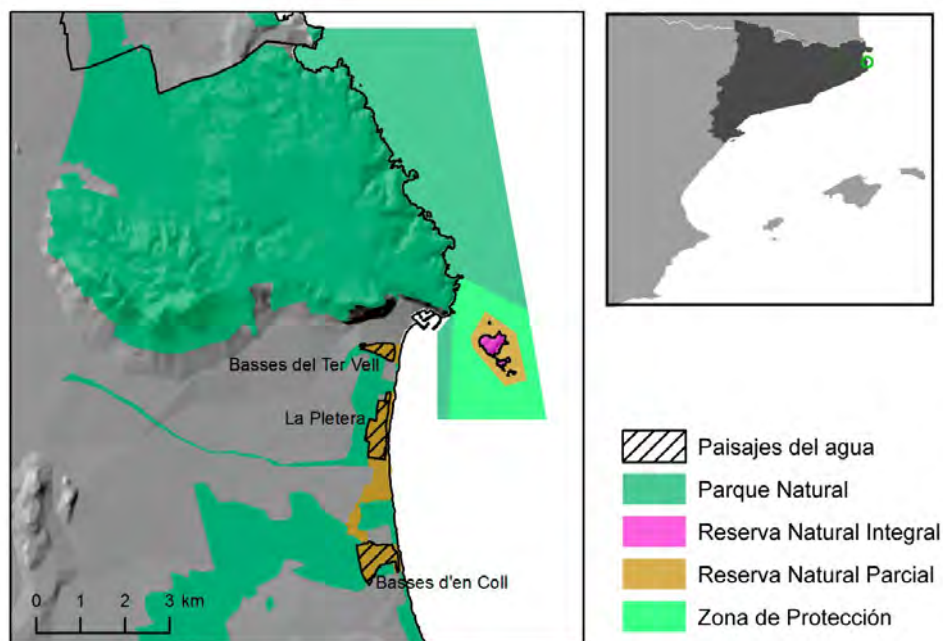 Basses del Ter Vell
La Pletera
Basses d'en Coll
0 1 2 3 km
Paisajes del agua
Parque Natural
Reserva Natural Integral
Reserva Natural Parcial
Zona de Protección